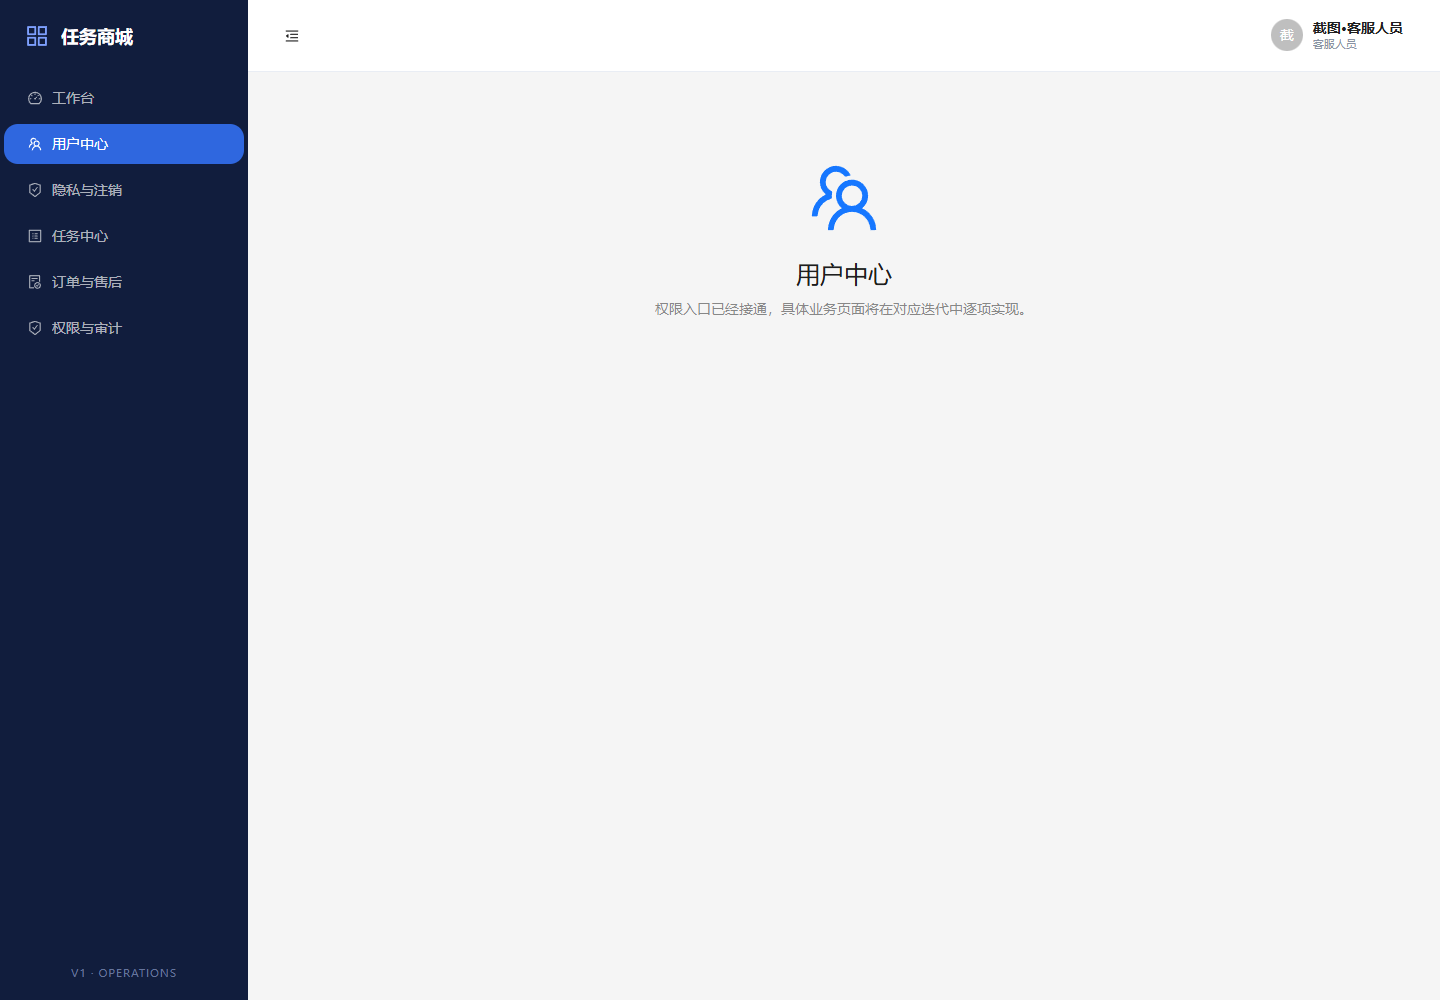 任务商城
工作台
用户中心
隐私与注销
任务中心
订单与售后
权限与审计
V1 · OPERATIONS
截
截图•客服人员
客服人员
用户中心
权限入口已经接通，具体业务页面将在对应迭代中逐项实现。